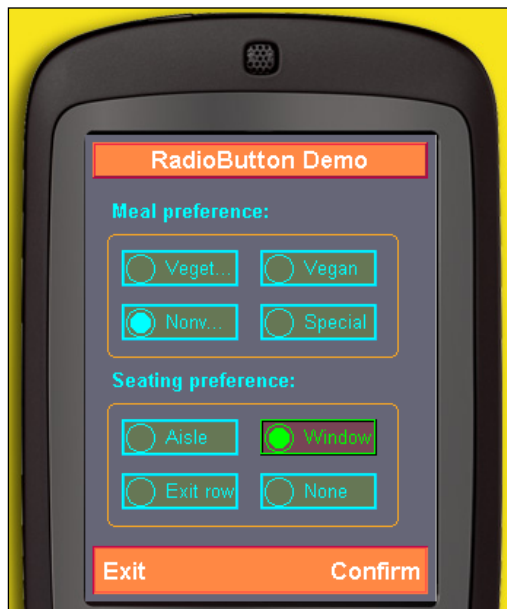 RadioButton Demo
Meal preference:
Veget... Vegan
Nonv... Special
Seating preference:
Aisle Window
Exit row None
Exit Confirm